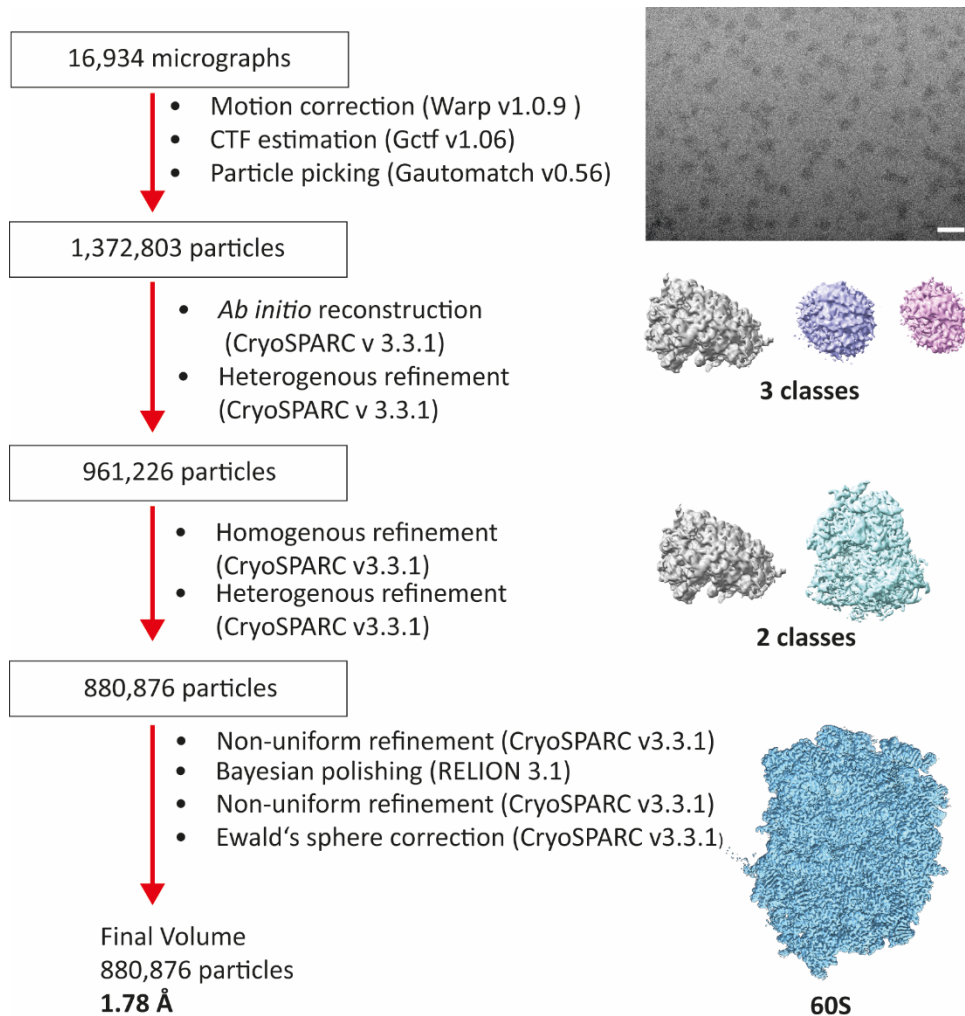 16,934 micrographs
• Motion correction (Warp v1.0.9 )
• CTF estimation (Gctf v1.06)
• Particle picking (Gautomatch v0.56)
1,372,803 particles
• Ab initio reconstruction
(CryoSPARC v 3.3.1)
• Heterogenous refinement
(CryoSPARC v 3.3.1)
3 classes
961,226 particles
• Homogenous refinement
(CryoSPARC v3.3.1)
• Heterogenous refinement
(CryoSPARC v3.3.1)
2 classes
880,876 particles
• Non-uniform refinement (CryoSPARC v3.3.1)
• Bayesian polishing (RELION 3.1)
• Non-uniform refinement (CryoSPARC v3.3.1)
• Ewald‘s sphere correction (CryoSPARC v3.3.1)
Final Volume
880,876 particles
1.78 Å
60S